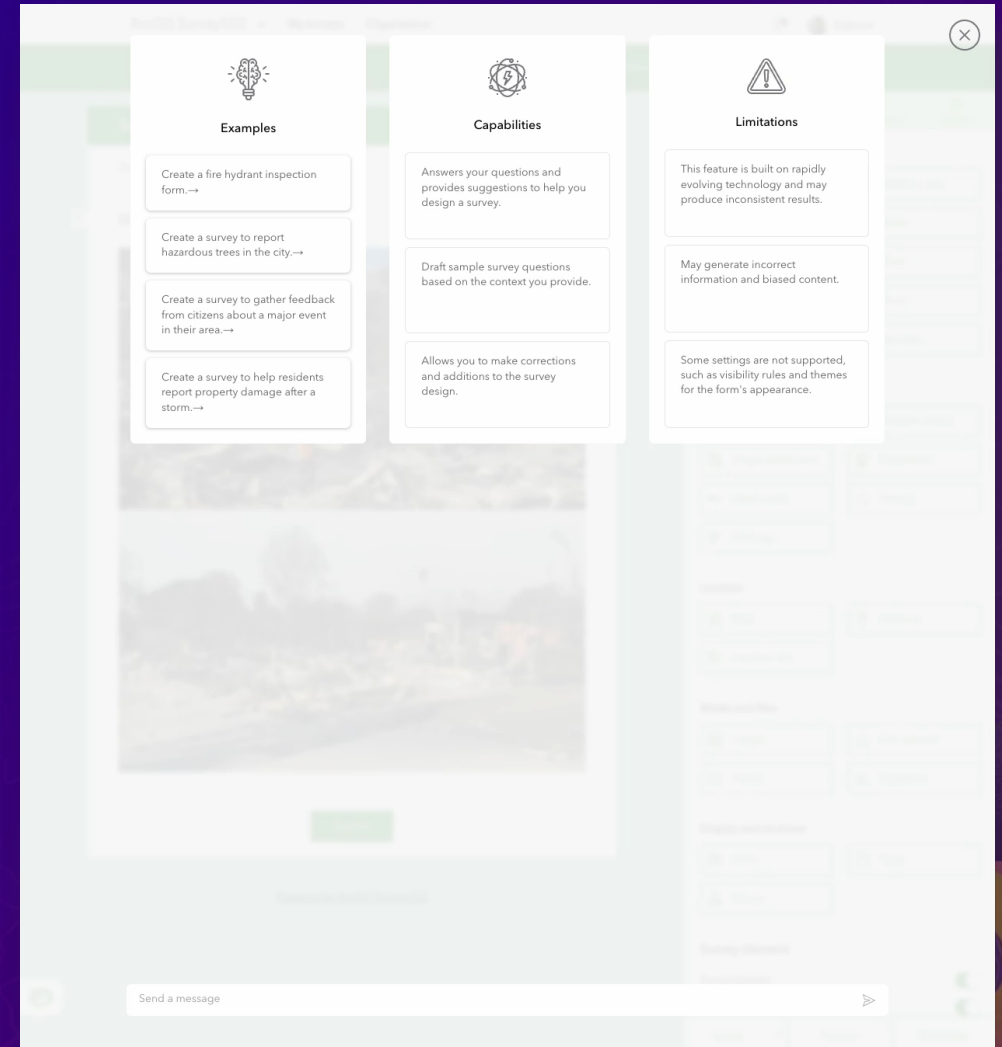 Examples
Create a fire hydrant inspection
form.→
Create a survey to report
hazardous trees in the city.→
Create a survey to gather feedback
from citizens about a major event
in their area.→
Create a survey to help residents
report property damage after a
storm.→
Capabilities
Answers your questions and
provides suggestions to help you
design a survey.
Draft sample survey questions
based on the context you provide.
Allows you to make corrections
and additions to the survey
design.
Limitations
This feature is built on rapidly
evolving technology and may
produce inconsistent results.
May generate incorrect
information and biased content.
Some settings are not supported,
such as visibility rules and themes
for the form's appearance.
Send a message